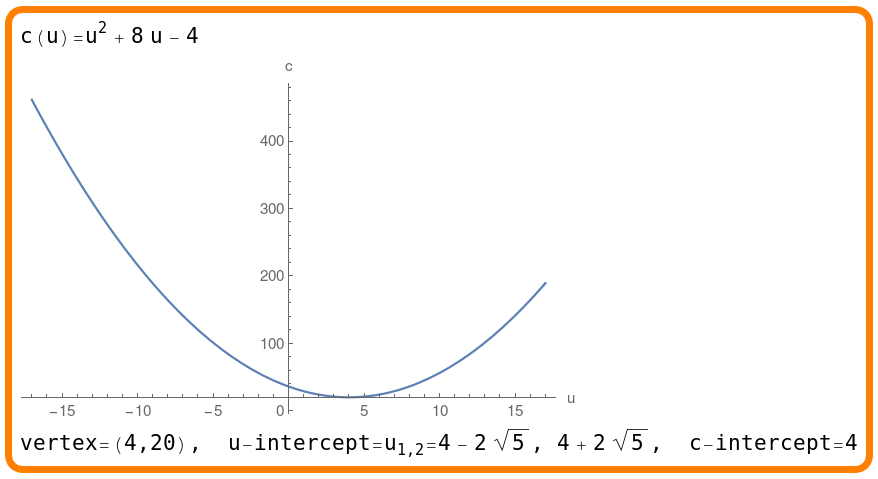 c(u)=u² + 8 u − 4
c
400
300
200
100
−15 −10 −5 0 5 10 15 u
vertex=(4,20), u−intercept=u₁,₂=4 − 2 √5, 4 + 2 √5, c−intercept=4